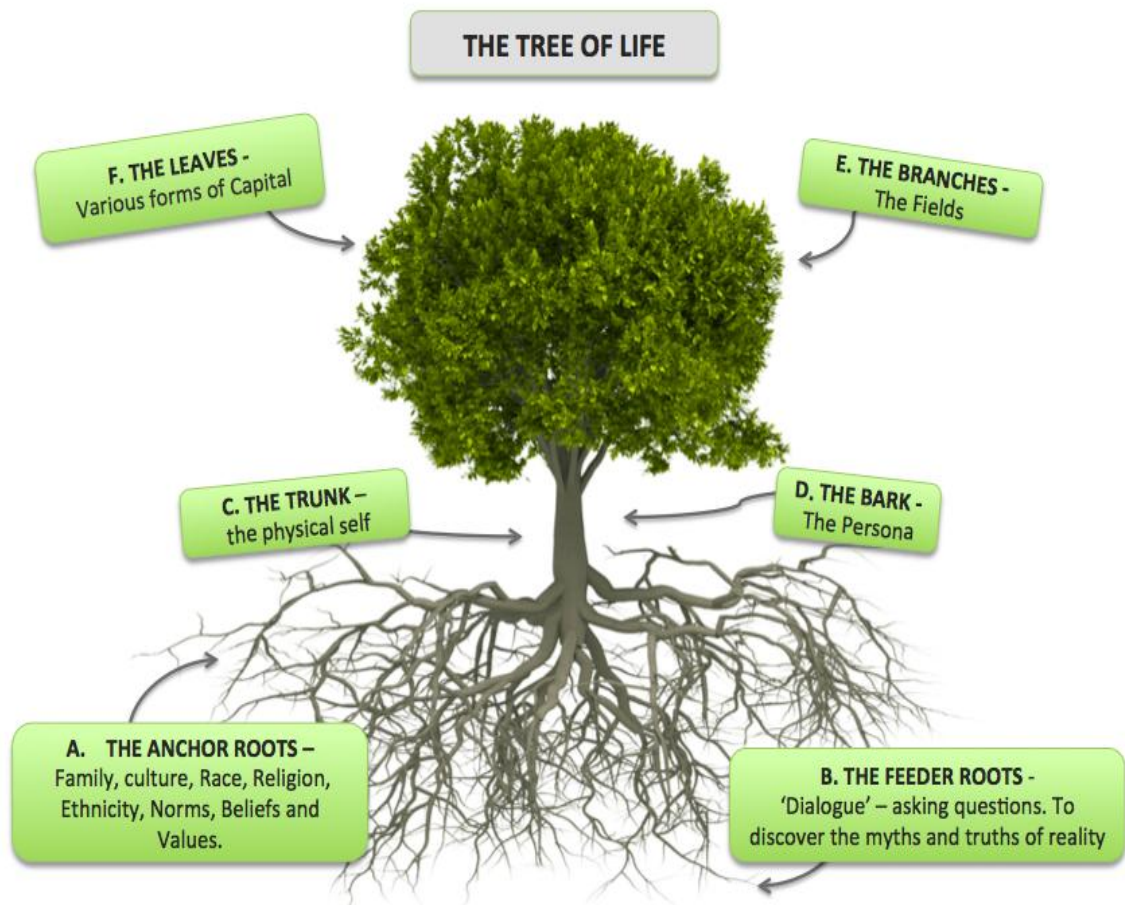 THE TREE OF LIFE
F. THE LEAVES -
Various forms of Capital
E. THE BRANCHES -
The Fields
C. THE TRUNK –
the physical self
D. THE BARK -
The Persona
A. THE ANCHOR ROOTS –
Family, culture, Race, Religion,
Ethnicity, Norms, Beliefs and
Values.
B. THE FEEDER ROOTS -
‘Dialogue’ – asking questions. To
discover the myths and truths of reality